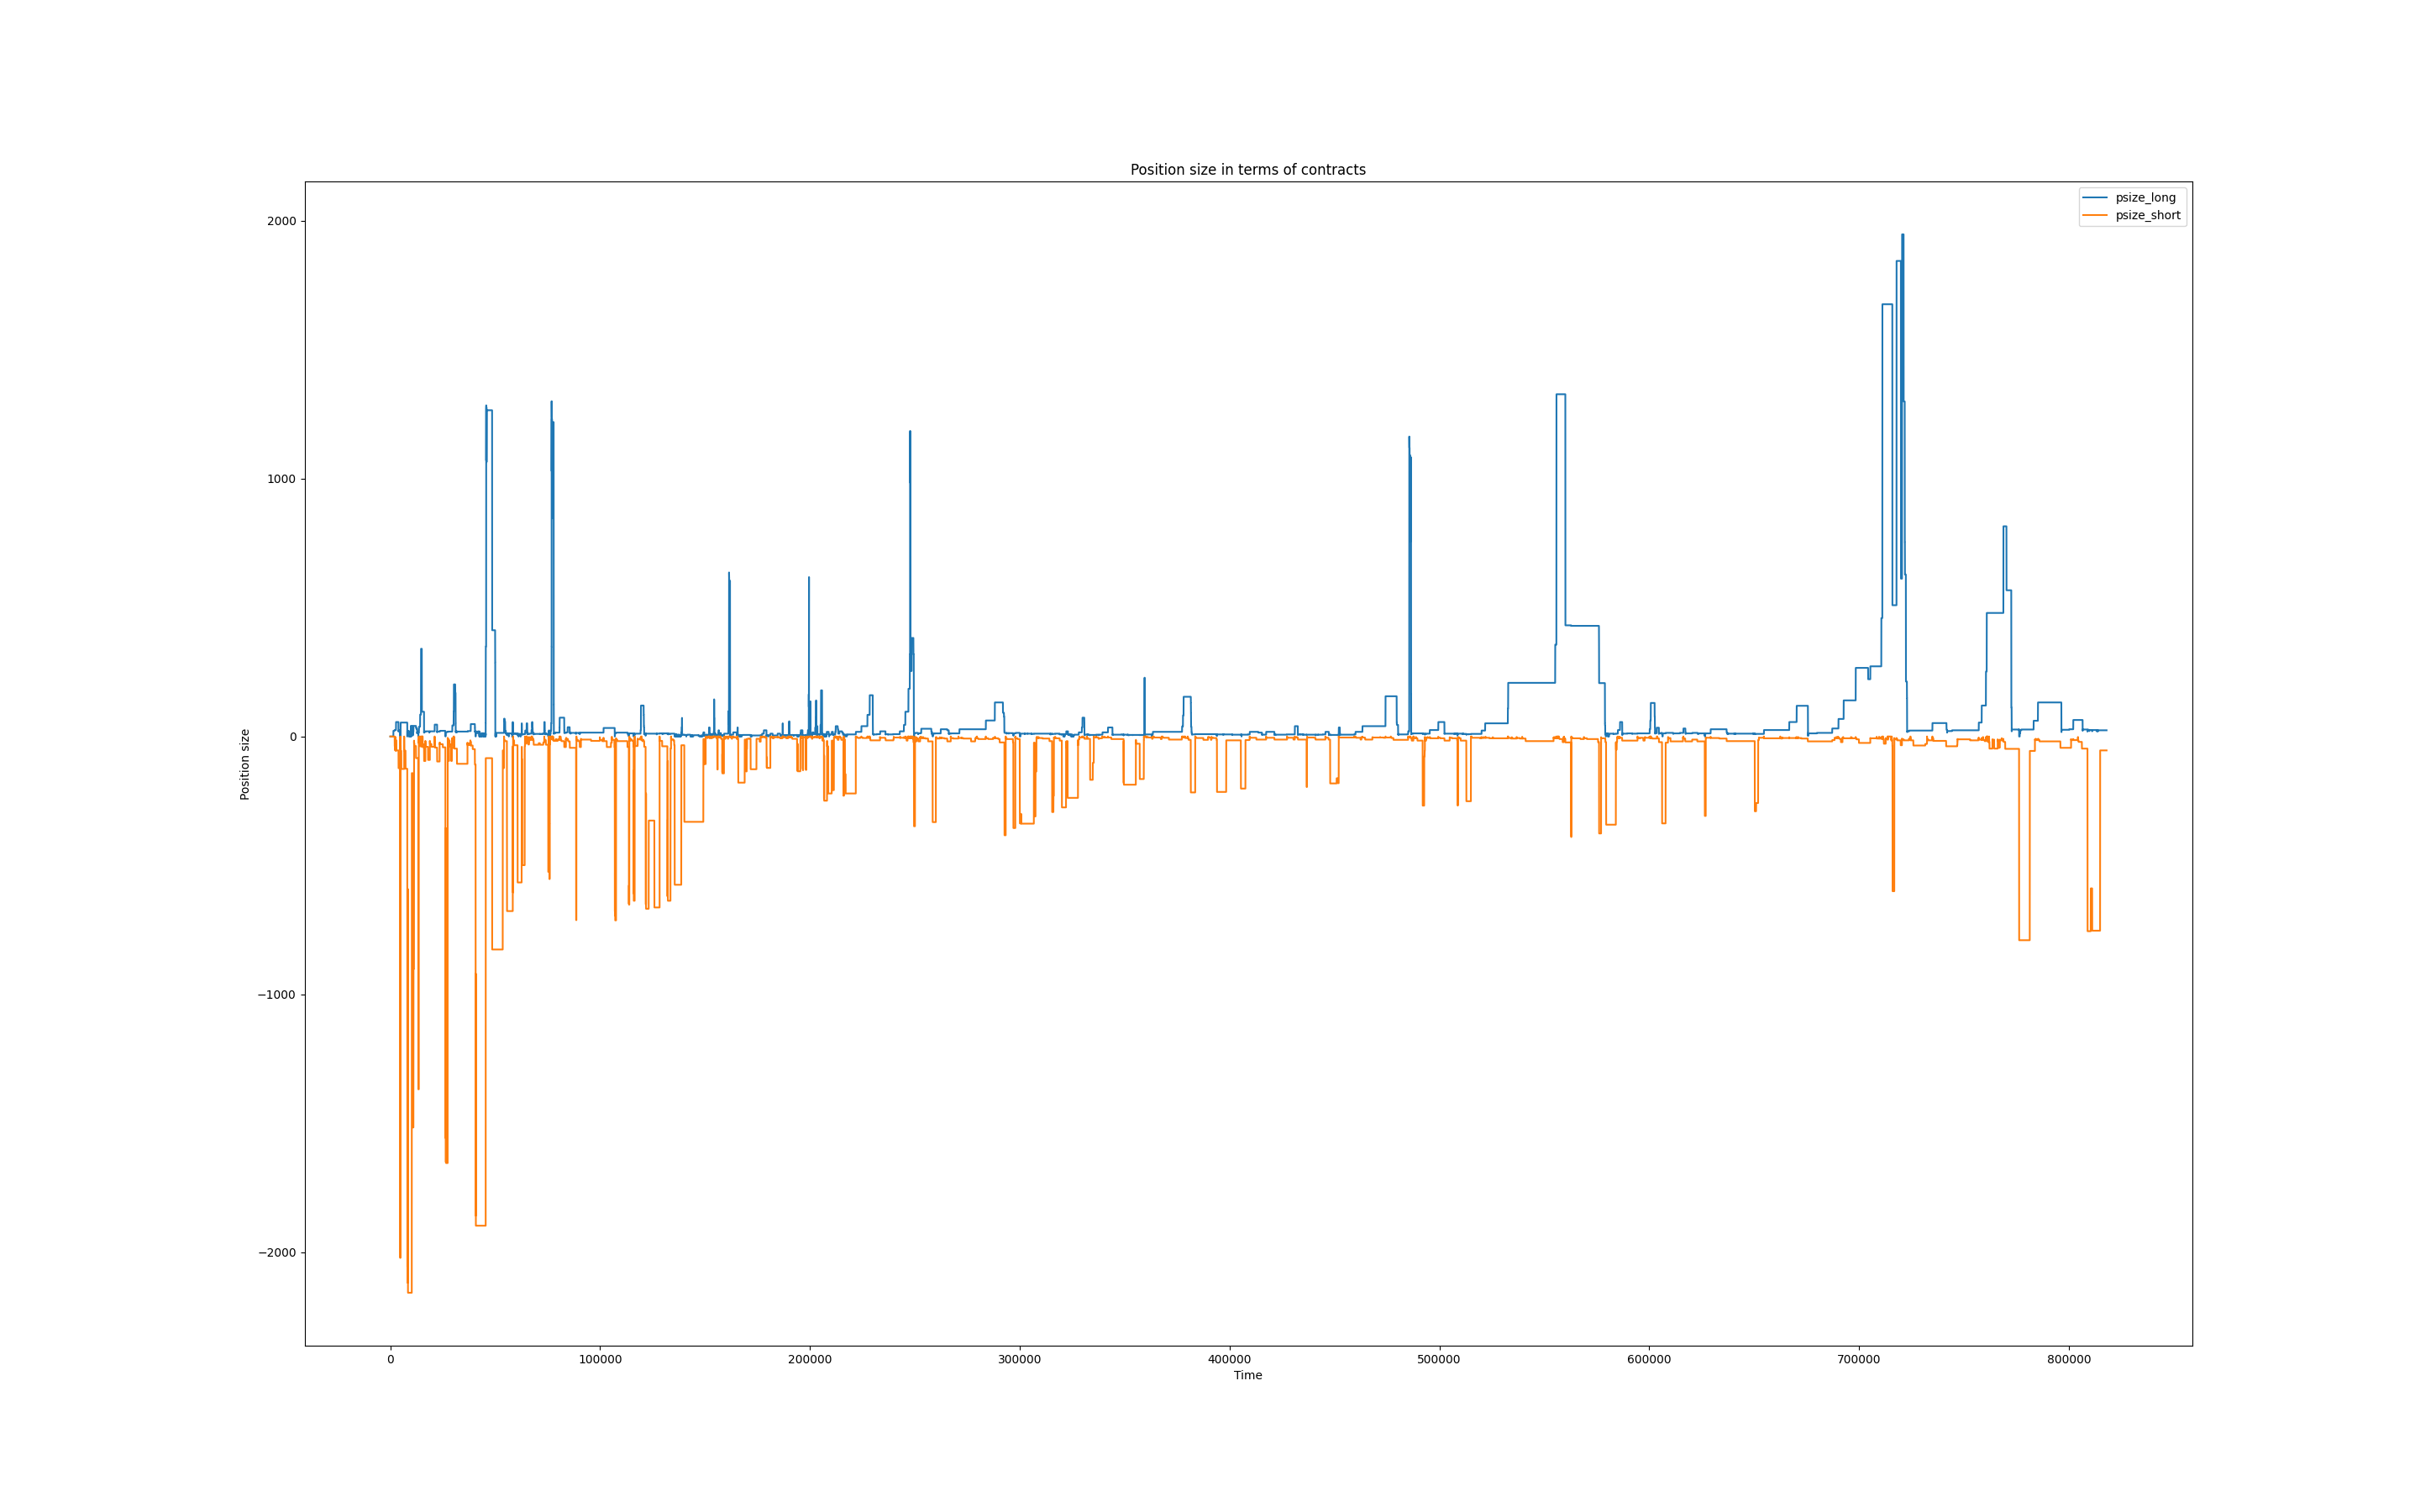 Position size in terms of contracts
psize_long
psize_short
2000
1000
0
−1000
−2000
Position size
0 100000 200000 300000 400000 500000 600000 700000 800000
Time